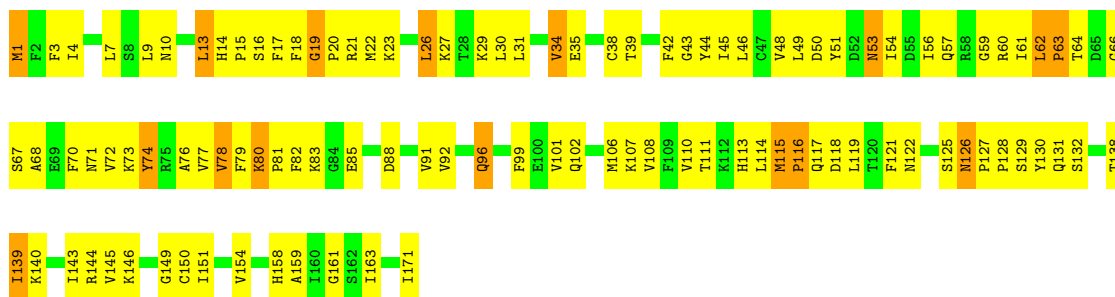 M1 F2 F3 I4 L7 S8 L9 N10 L13 H14 P15 S16 F17 F18 G19 P20 R21 M22 K23 L26 K27 T28 K29 L30 L31 V34 E35 C38 T39 F42 G43 Y44 I45 L46 C47 V48 L49 D50 Y51 D52 N53 I54 D55 I56 Q57 R58 G59 R60 I61 L62 P63 T64 D65 G66
S67 A68 E69 F70 N71 V72 K73 Y74 R75 A76 V77 V78 F79 K80 P81 F82 K83 G84 E85 D88 V91 V92 Q96 F99 E100 V101 Q102 M106 K107 V108 F109 V110 T111 K112 H113 L114 M115 P116 Q117 D118 L119 T120 F121 N122 S125 N126 P127 P128 S129 Y130 Q131 S132 T138
I139 K140 I143 R144 V145 K146 G149 C150 I151 V154 H158 A159 I160 G161 S162 I163 I171